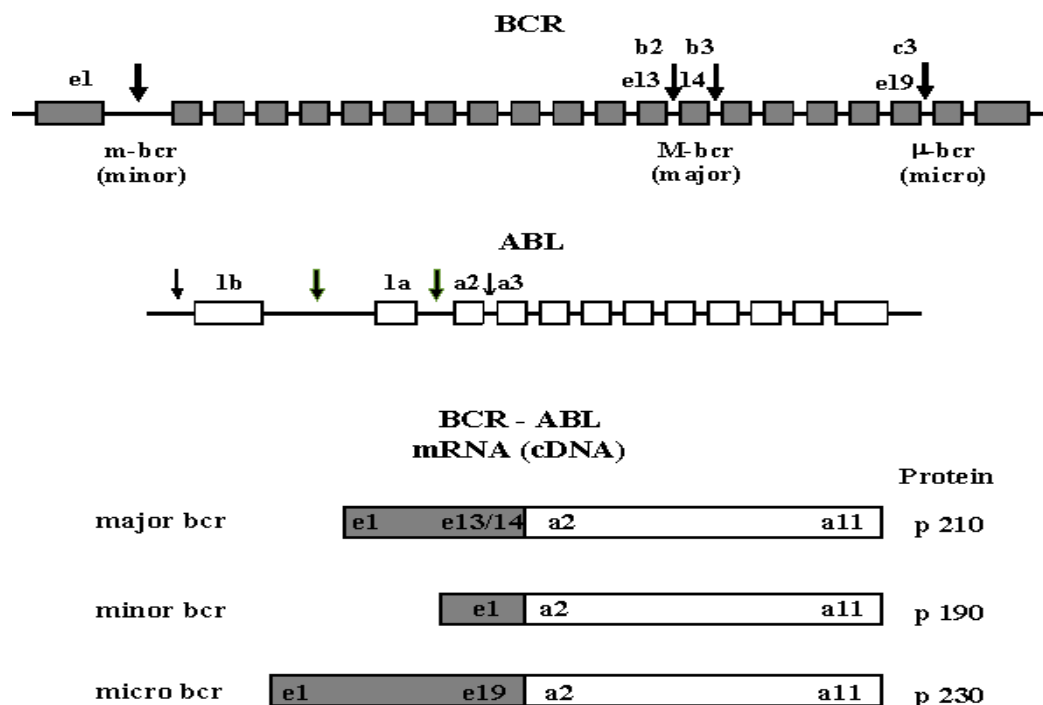 BCR
b2 b3 c3
e1 e13 14 e19
m-bcr M-bcr μ-bcr
(minor) (major) (micro)
ABL
1b 1a a2 a3
BCR - ABL
mRNA (cDNA)
Protein
major bcr e1 e13/14 a2 a11 p 210
minor bcr e1 a2 a11 p 190
micro bcr e1 e19 a2 a11 p 230